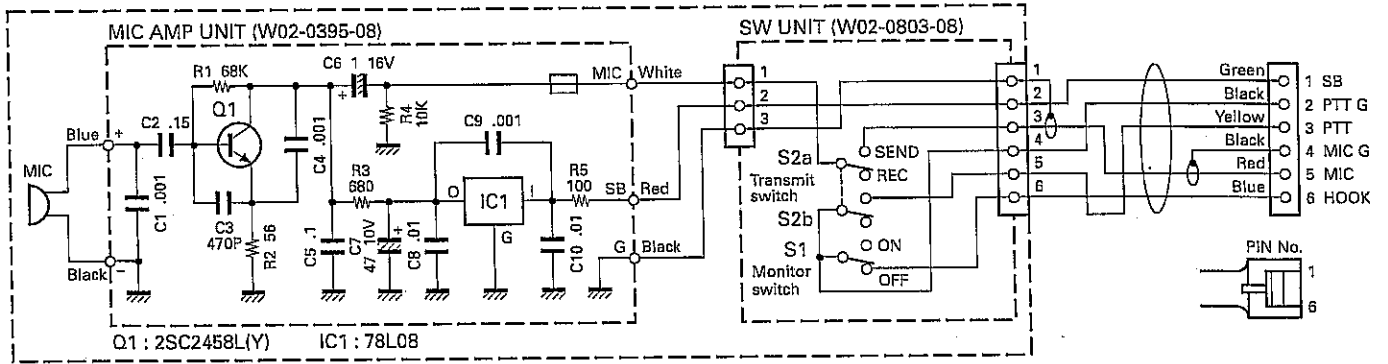 MIC AMP UNIT (W02-0395-08)
R1 68K
C6 1 16V
+
Q1
R4 10K
MIC
White
Blue
+
C2 .15
C4 .001
C9 .001
MIC
C1 .001
C3
470P
R2 56
R3
680
C5 .1
C7
47 10V
+
C8 .01
O
IC1
I
G
R5
100
SB
Red
C10 .01
G
Black
Black
−
Q1 : 2SC2458L(Y)
IC1 : 78L08
SW UNIT (W02-0803-08)
1
2
3
S2a
Transmit
switch
SEND
REC
S2b
S1
Monitor
switch
ON
OFF
1
2
3
4
5
6
Green
1 SB
Black
2 PTT G
Yellow
3 PTT
Black
4 MIC G
Red
5 MIC
Blue
6 HOOK
PIN No.
1
6